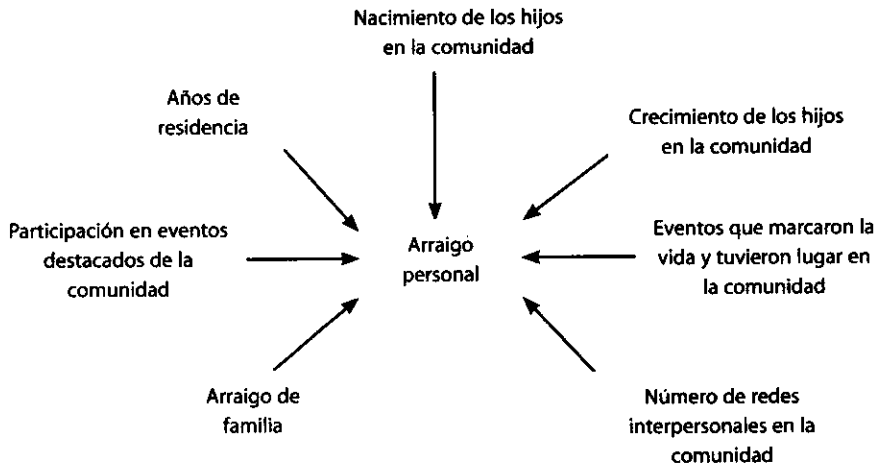 Nacimiento de los hijos
en la comunidad
Años de
residencia
Crecimiento de los hijos
en la comunidad
Participación en eventos
destacados de la
comunidad
Arraigo
personal
Eventos que marcaron la
vida y tuvieron lugar en
la comunidad
Arraigo de
familia
Número de redes
interpersonales en la
comunidad